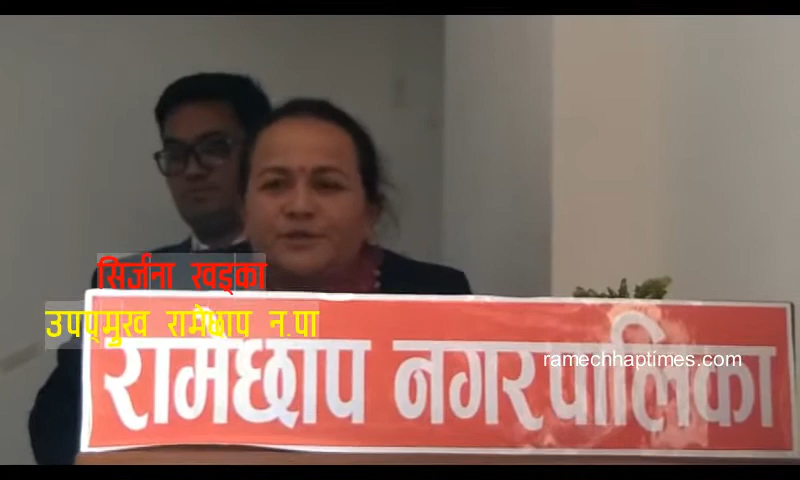 सिर्जना खड्का
उपप्रमुख रामेछाप न.पा
रामेछाप नगरपालिका
ramechhaptimes.com